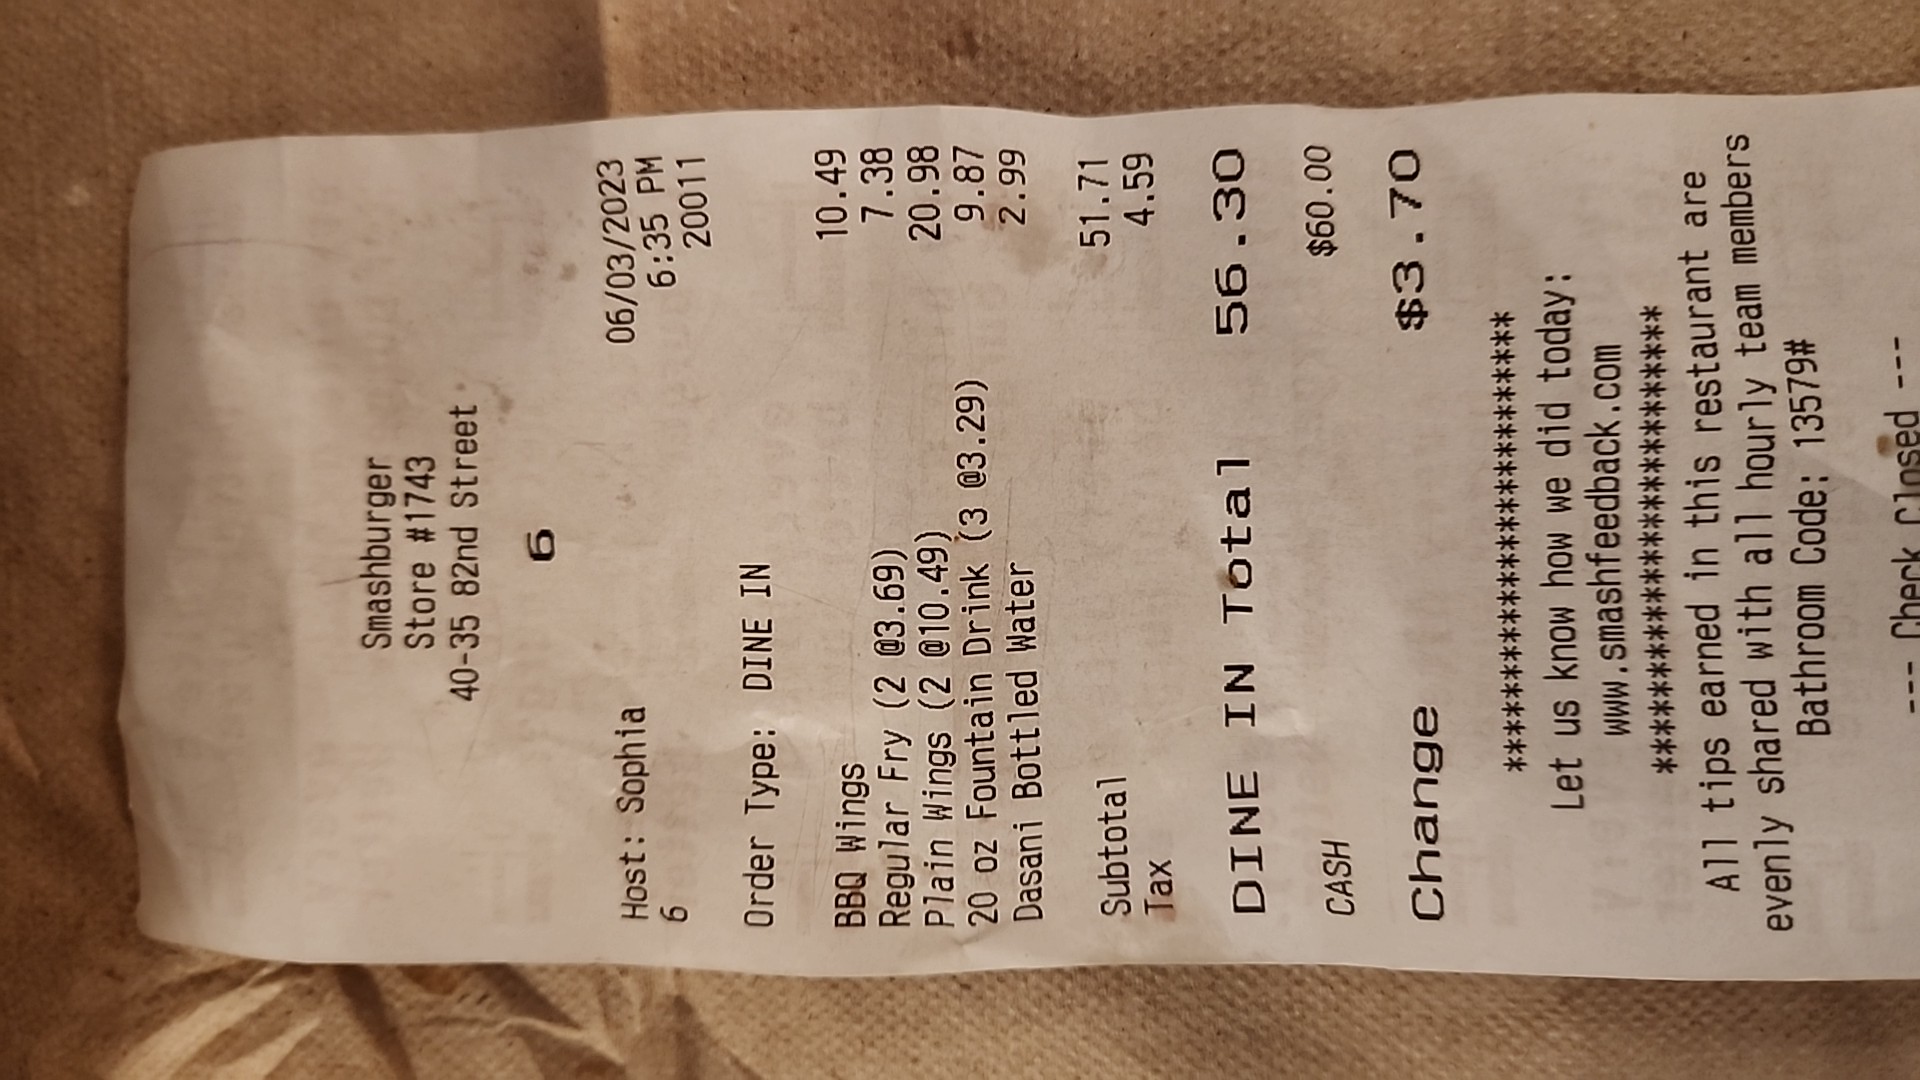 Smashburger
Store #1743
40-35 82nd Street
6
Host: Sophia 06/03/2023
6 6:35 PM
20011
Order Type: DINE IN
BBQ Wings 10.49
Regular Fry (2 @3.69) 7.38
Plain Wings (2 @10.49) 20.98
20 oz Fountain Drink (3 @3.29) 9.87
Dasani Bottled Water 2.99
Subtotal 51.71
Tax 4.59
DINE IN Total 56.30
CASH $60.00
Change $3.70
****************************
Let us know how we did today:
www.smashfeedback.com
****************************
All tips earned in this restaurant are
evenly shared with all hourly team members
Bathroom Code: 13579#
--- Check Closed ---